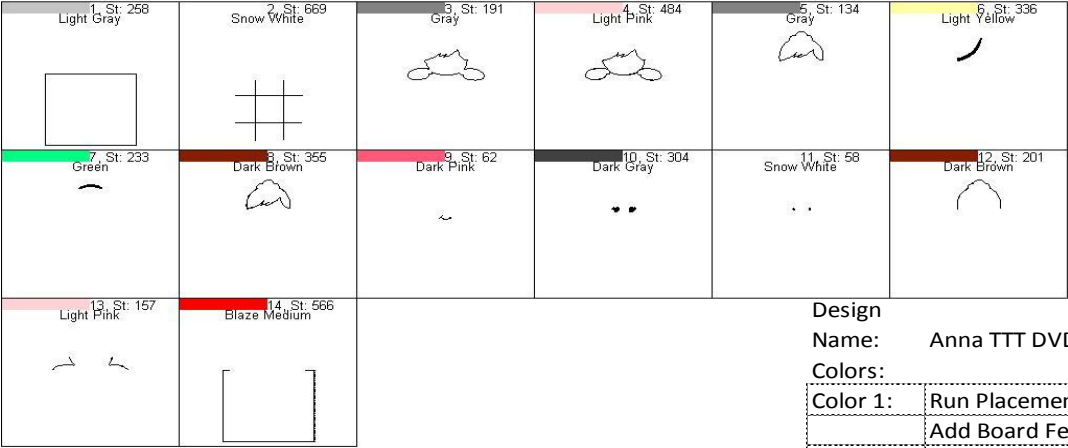 1, St: 258
Light Gray
2, St: 669
Snow White
3, St: 191
Gray
4, St: 484
Light Pink
5, St: 134
Gray
6, St: 336
Light Yellow
7, St: 233
Green
8, St: 355
Dark Brown
9, St: 62
Dark Pink
10, St: 304
Dark Gray
11, St: 58
Snow White
12, St: 201
Dark Brown
13, St: 157
Light Pink
14, St: 566
Blaze Medium
Design
Name: Anna TTT DVD
Colors:
Color 1: Run Placemen
Add Board Fe